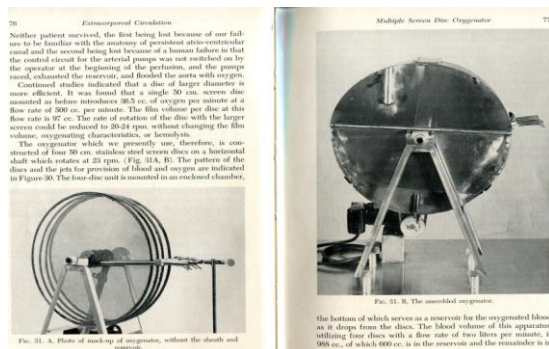 76 Extracorporeal Circulation
Neither patient survived, the first being lost because of our fail-
ure to be familiar with the anatomy of persistent atrio-ventricular
canal and the second being lost because of a human failure in that
the control circuit for the arterial pumps was not switched on by
the operator at the beginning of the perfusion, and the pumps
raced, exhausted the reservoir, and flooded the aorta with oxygen.
Continued studies indicated that a disc of larger diameter is
more efficient. It was found that a single 50 cm. screen disc
mounted as before introduces 36.5 cc. of oxygen per minute at a
flow rate of 500 cc. per minute. The film volume per disc at this
flow rate is 97 cc. The rate of rotation of the disc with the larger
screen could be reduced to 20-24 rpm. without changing the film
volume, oxygenating characteristics, or hemolysis.
The oxygenator which we presently use, therefore, is con-
structed of four 50 cm. stainless steel screen discs on a horizontal
shaft which rotates at 23 rpm. (Fig. 31A, B). The pattern of the
discs and the jets for provision of blood and oxygen are indicated
in Figure 30. The four-disc unit is mounted in an enclosed chamber,
Fig. 31. A. Photo of mock-up of oxygenator, without the sheath and
reservoir.
Multiple Screen Disc Oxygenator 77
Fig. 31. B. The assembled oxygenator.
the bottom of which serves as a reservoir for the oxygenated blood
as it drops from the discs. The blood volume of this apparatus
utilizing four discs with a flow rate of two liters per minute, i
988 cc., of which 600 cc. is in the reservoir and the remainder is i